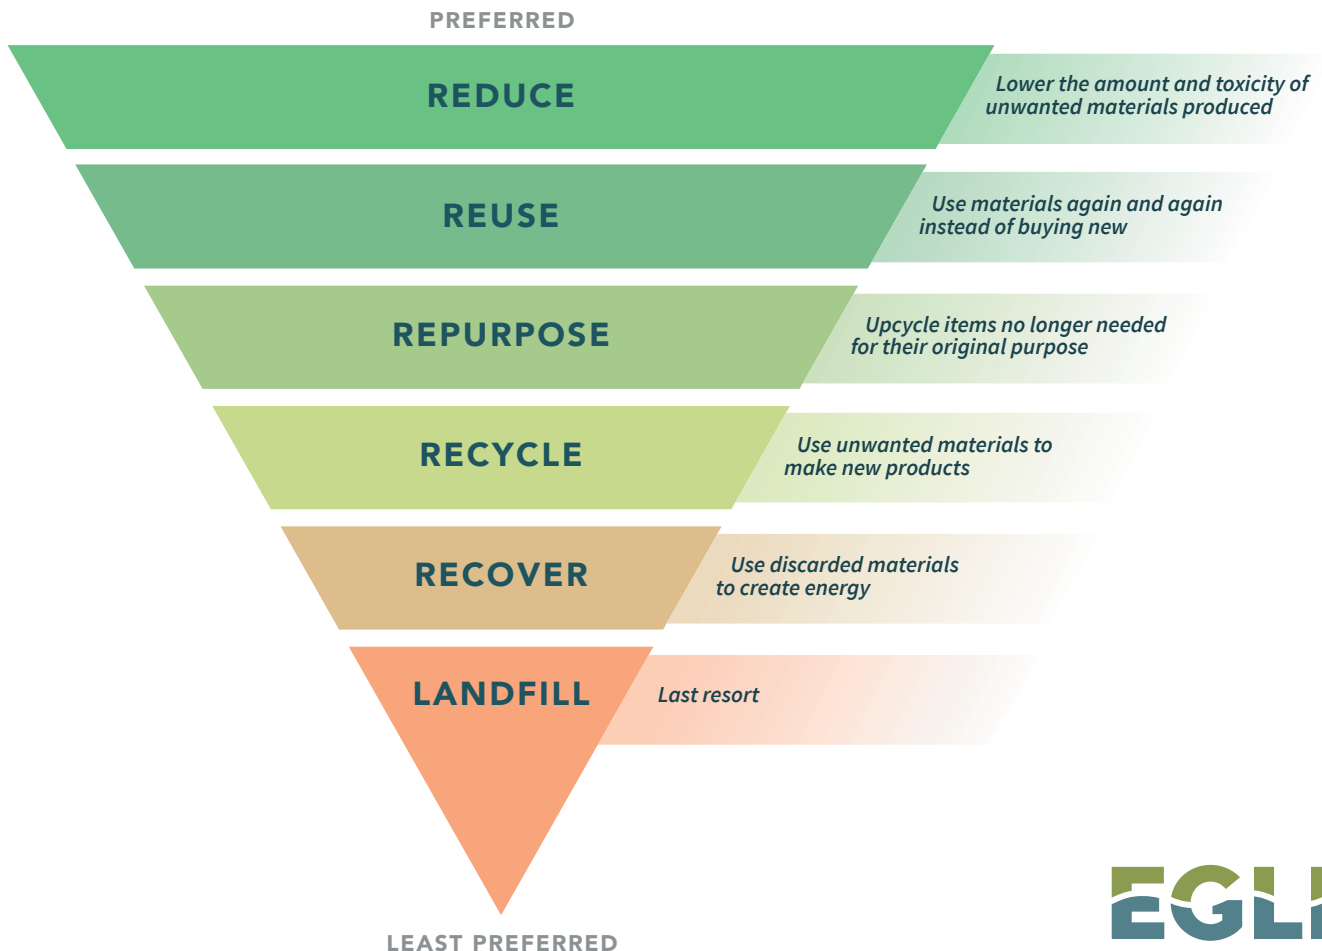 PREFERRED
REDUCE
Lower the amount and toxicity of
unwanted materials produced
REUSE
Use materials again and again
instead of buying new
REPURPOSE
Upcycle items no longer needed
for their original purpose
RECYCLE
Use unwanted materials to
make new products
RECOVER
Use discarded materials
to create energy
LANDFILL
Last resort
LEAST PREFERRED